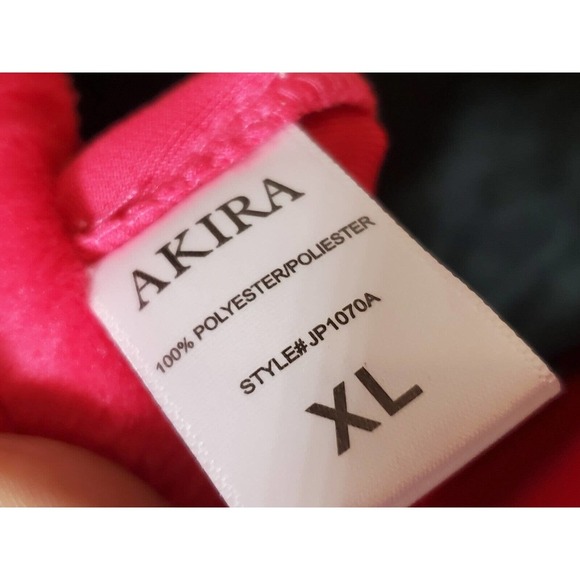 AKIRA
100% POLYESTER/POLIESTER
STYLE#JP1070A
XL